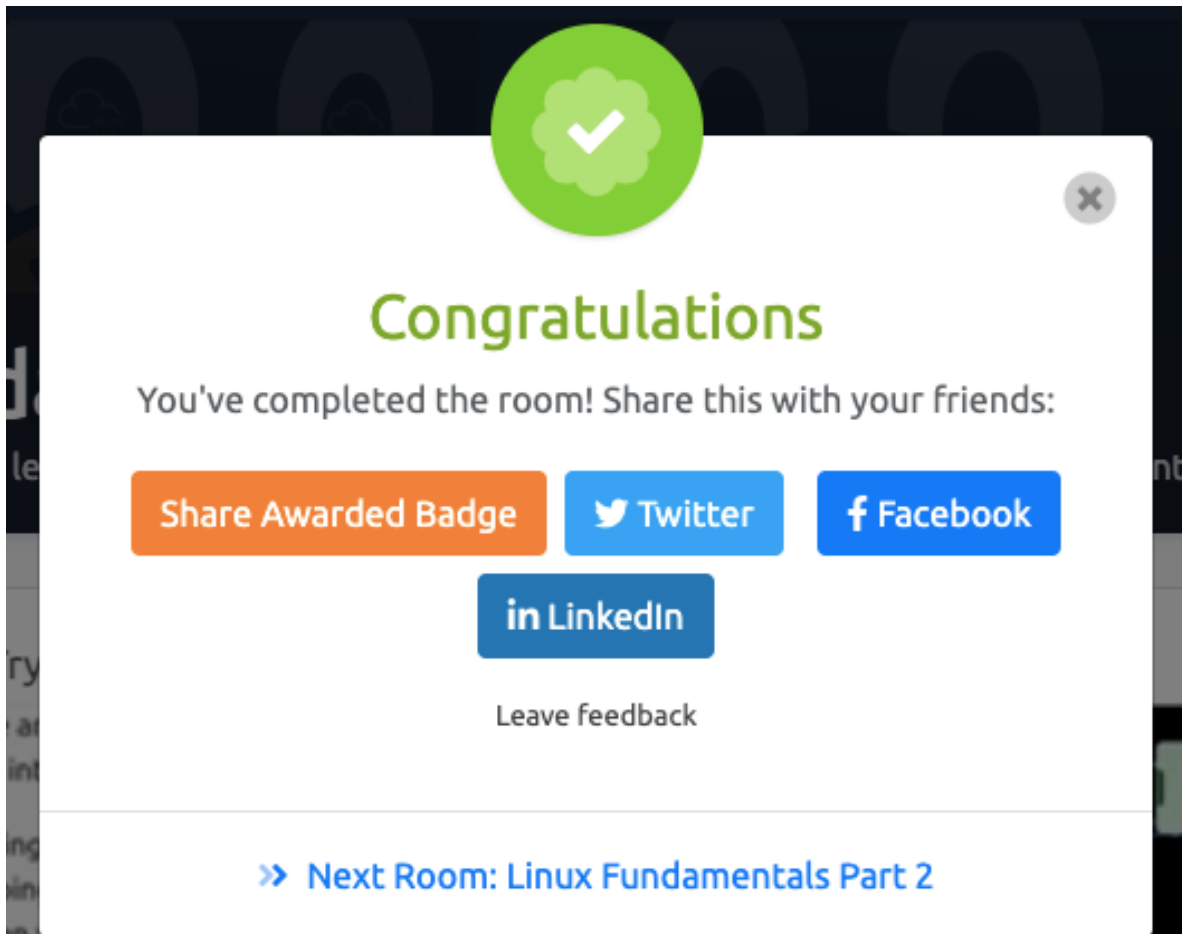 Congratulations
You've completed the room! Share this with your friends:
Share Awarded Badge
Twitter
Facebook
in LinkedIn
Leave feedback
Next Room: Linux Fundamentals Part 2